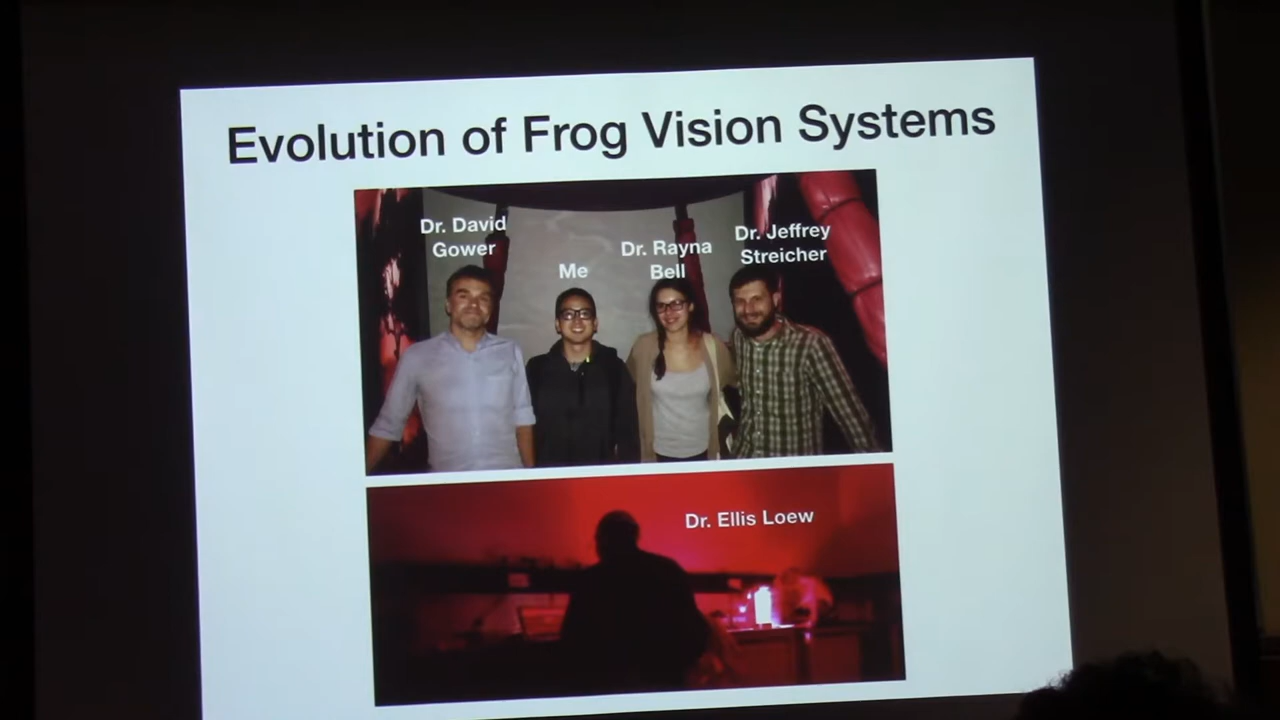 Evolution of Frog Vision Systems
Dr. David
Gower
Me
Dr. Rayna
Bell
Dr. Jeffrey
Streicher
Dr. Ellis Loew